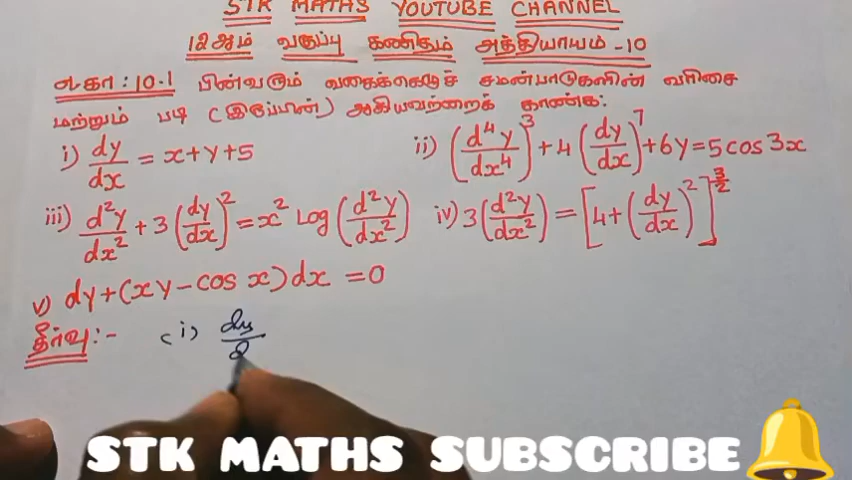 STK MATHS YOUTUBE CHANNEL
12ஆம் வகுப்பு கணிதம் அத்தியாயம் -10
எ.கா : 10.1 பின்வரும் வகைக்கெழுச் சமன்பாடுகளின் வரிசை
மற்றும் படி (இருப்பின்) ஆகியவற்றைக் காண்க:
i) dy/dx = x+y+5 ii) (d⁴y/dx⁴)³ +4 (dy/dx)⁷ +6y=5cos3x
iii) d²y/dx² + 3 (dy/dx)² = x² Log (d²y/dx²) iv) 3(d²y/dx²) = [4+(dy/dx)²]^3/2
v) dy+(xy-cos x)dx =0
தீர்வு:- (i) dy
STK MATHS SUBSCRIBE